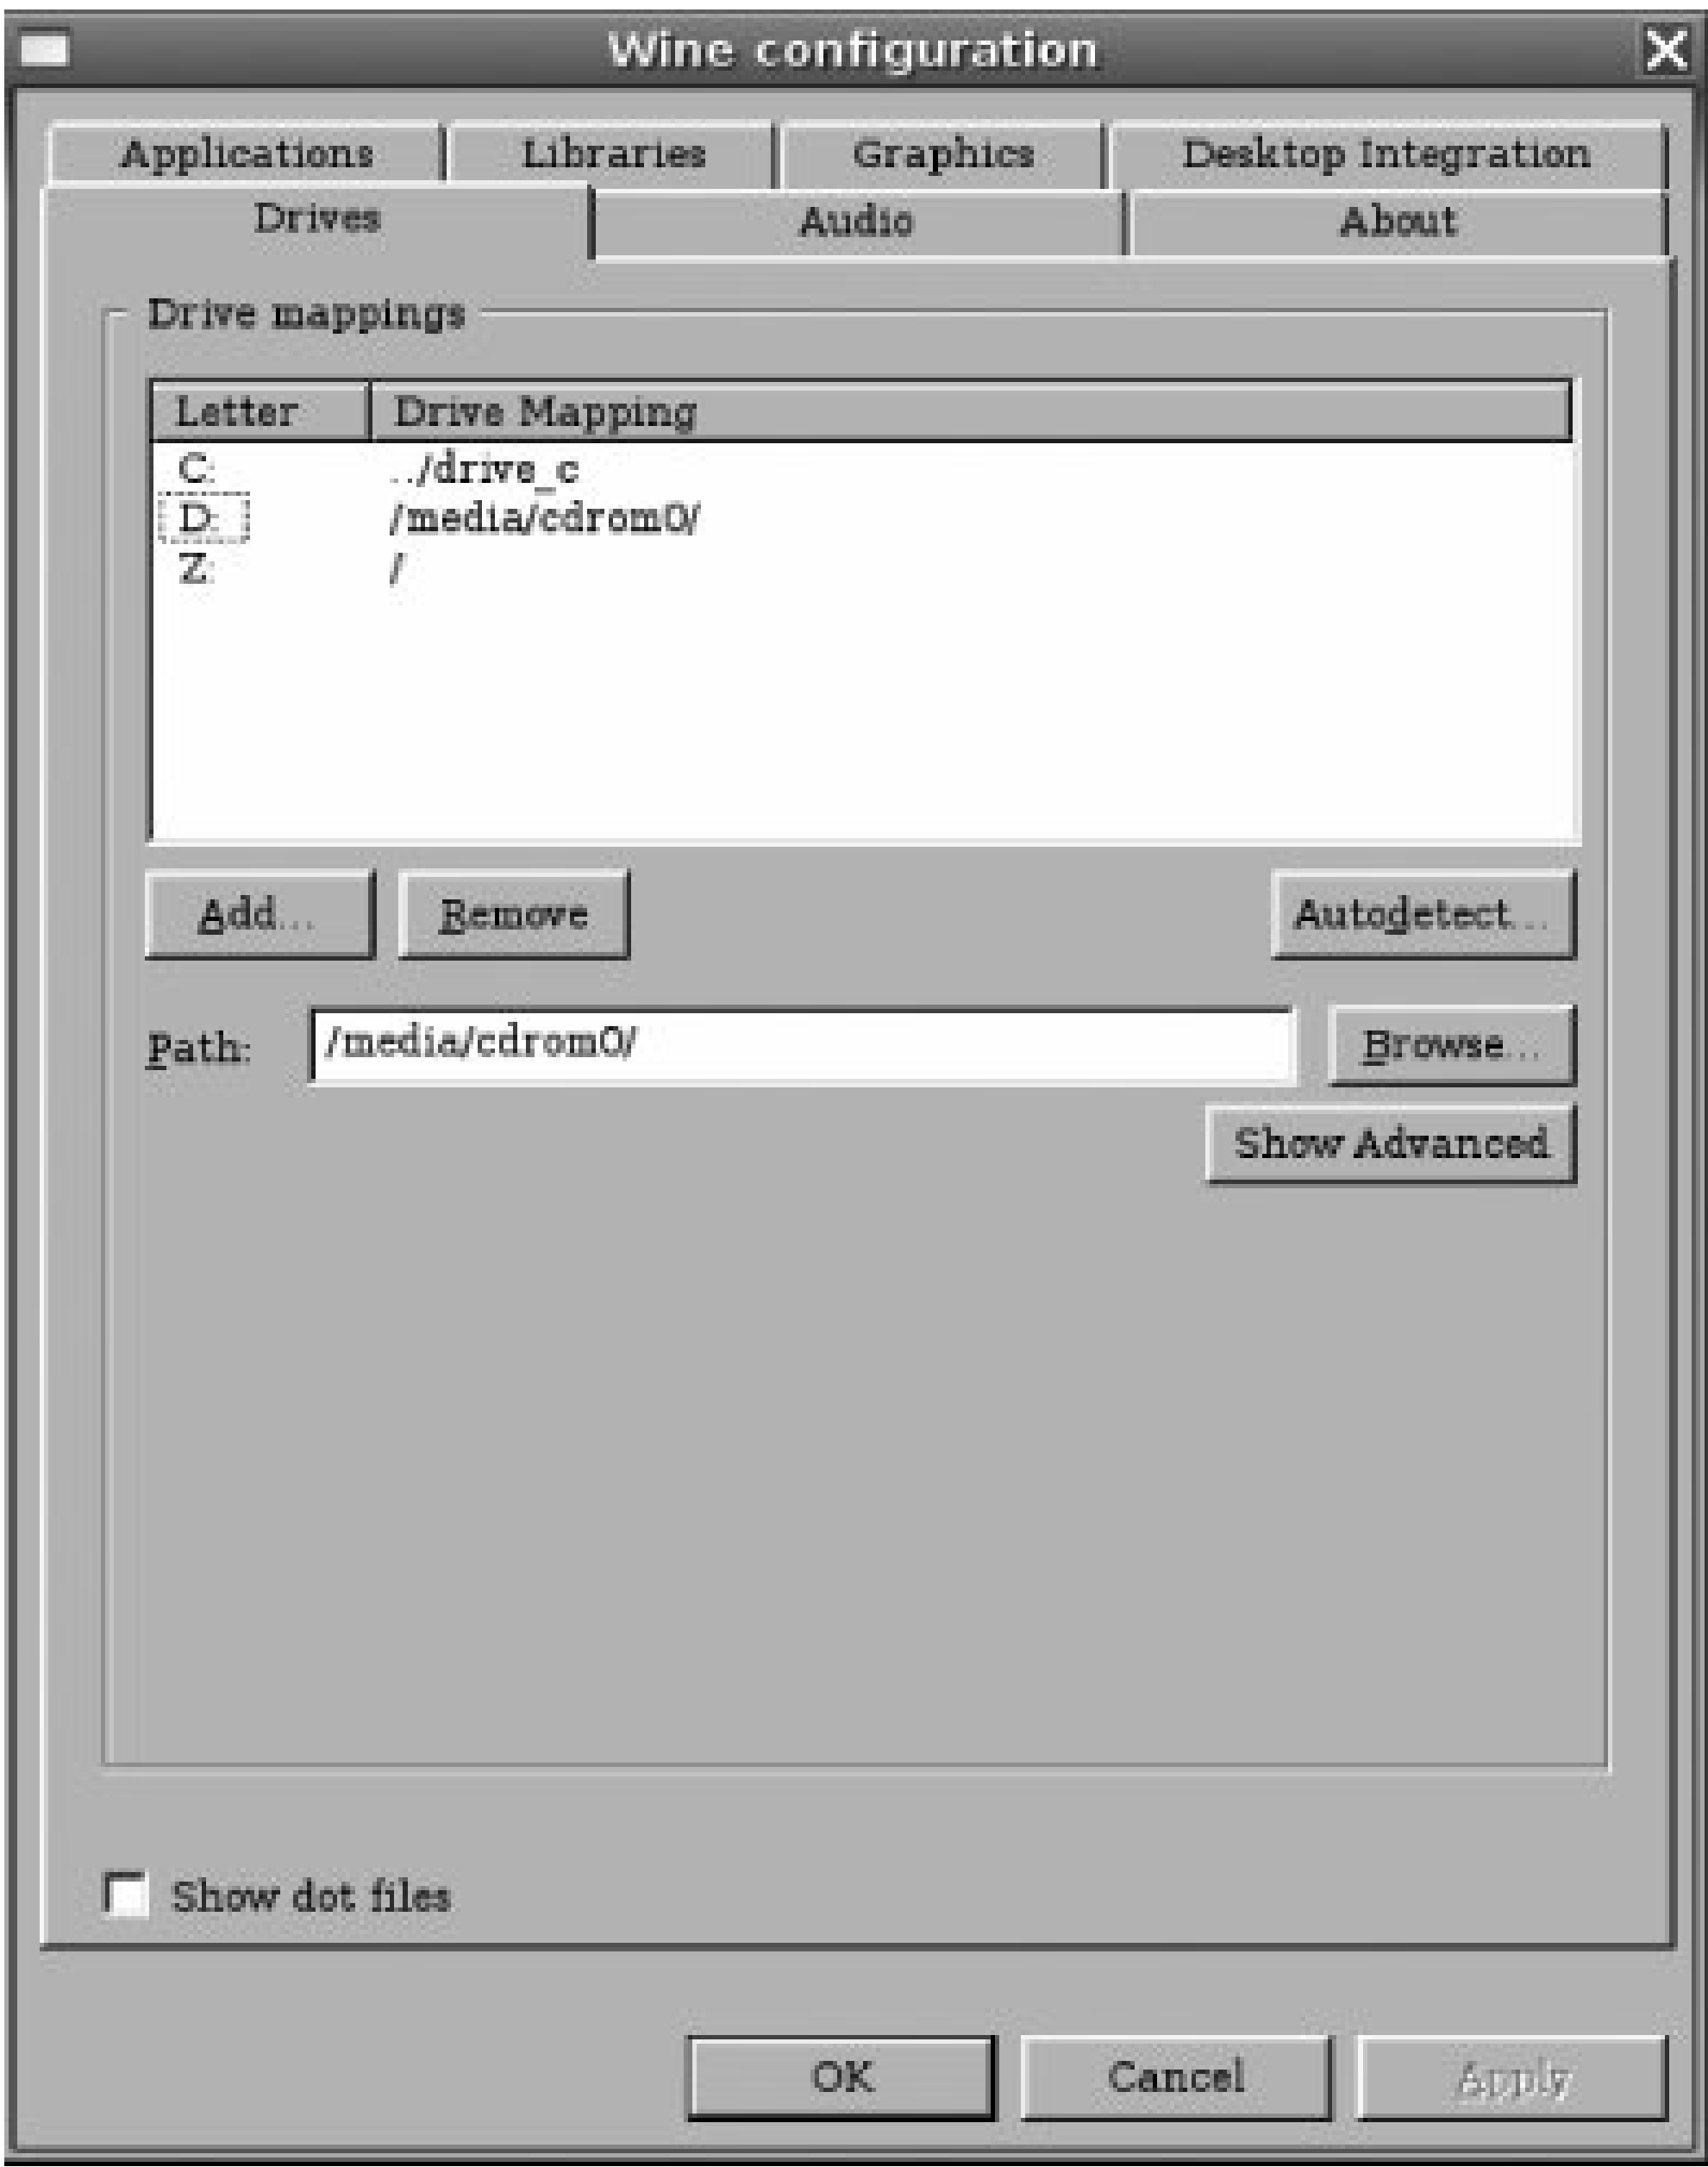 Wine configuration
Applications Libraries Graphics Desktop Integration
Drives Audio About
Drive mappings
Letter Drive Mapping
C: ../drive_c
D: /media/cdrom0/
Z: /
Add... Remove Autodetect...
Path: /media/cdrom0/ Browse...
Show Advanced
Show dot files
OK Cancel Apply